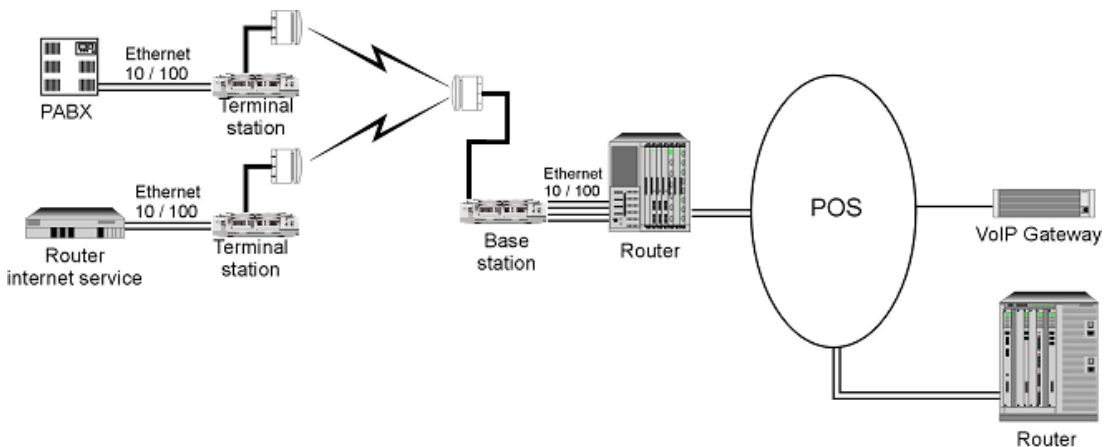 Ethernet
10 / 100
PABX
Terminal
station
Ethernet
10 / 100
Router
internet service
Terminal
station
Ethernet
10 / 100
Base
station
Router
POS
VoIP Gateway
Router